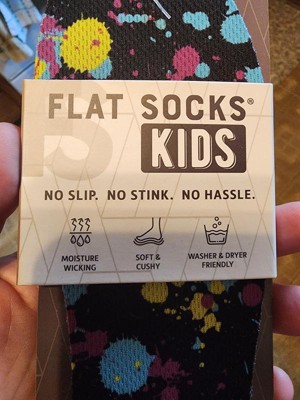 FLAT SOCKS®
KIDS
NO SLIP. NO STINK. NO HASSLE.
MOISTURE
WICKING
SOFT &
CUSHY
WASHER & DRYER
FRIENDLY